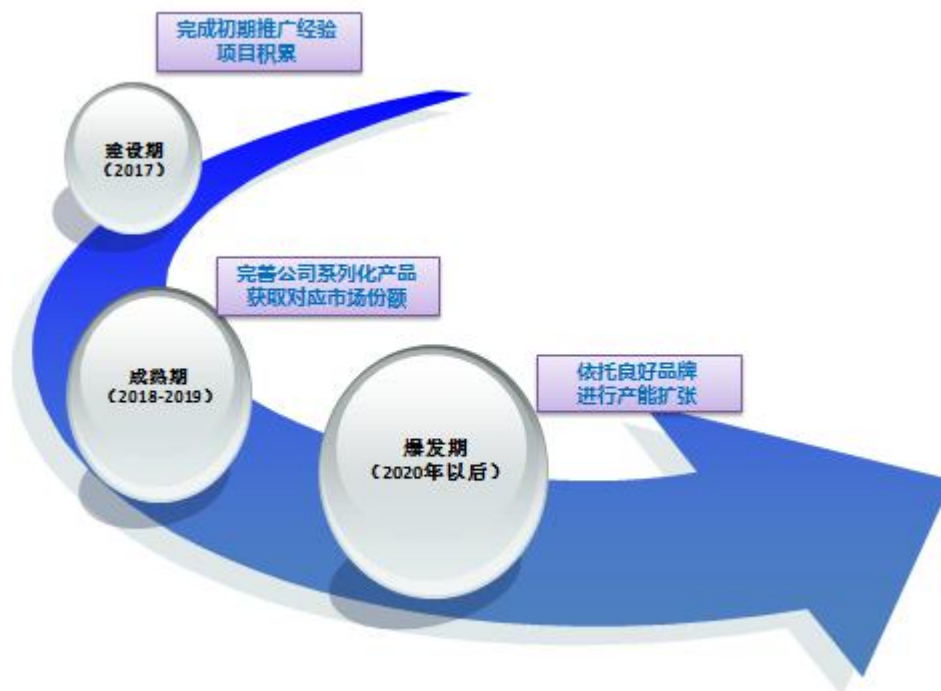 完成初期推广经验
项目积累
建设期
（2017）
完善公司系列化产品
获取对应市场份额
成熟期
（2018-2019）
依托良好品牌
进行产能扩张
爆发期
（2020年以后）